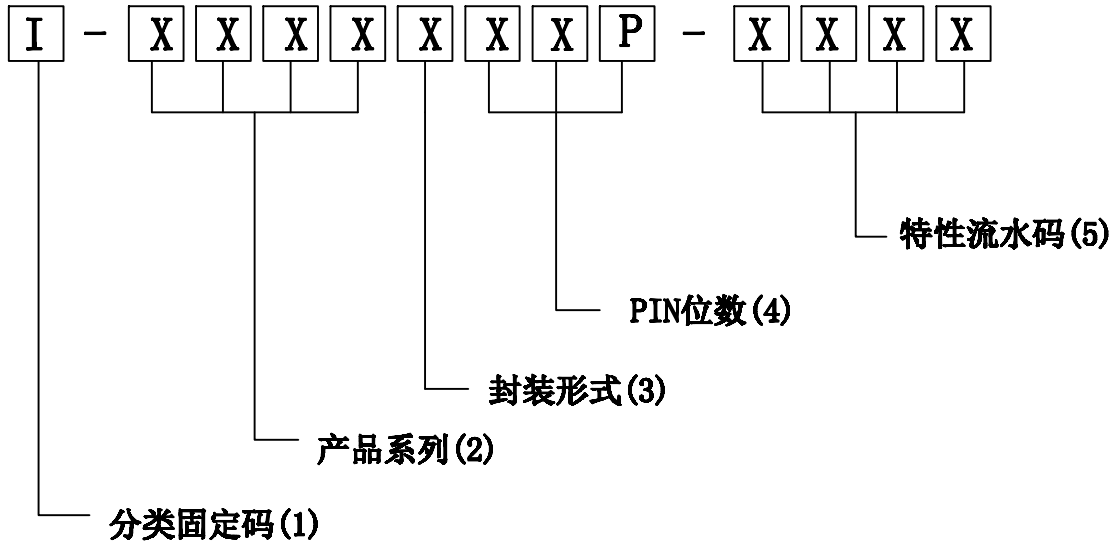 I - X X X X X X X P - X X X X
特性流水码(5)
PIN位数(4)
封装形式(3)
产品系列(2)
分类固定码(1)